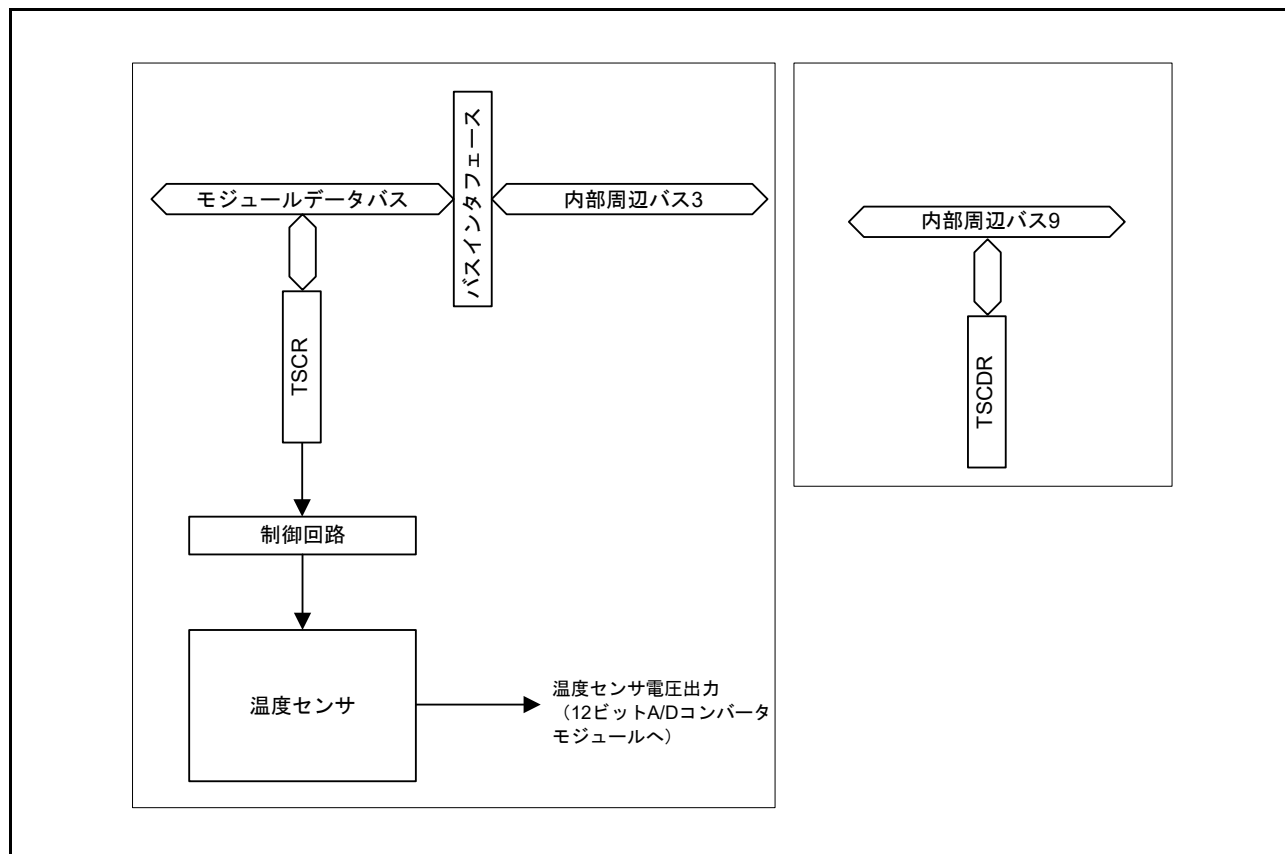 バスインタフェース
モジュールデータバス
内部周辺バス3
内部周辺バス9
TSCR
TSCDR
制御回路
温度センサ
温度センサ電圧出力
(12ビットA/Dコンバータ
モジュールへ)